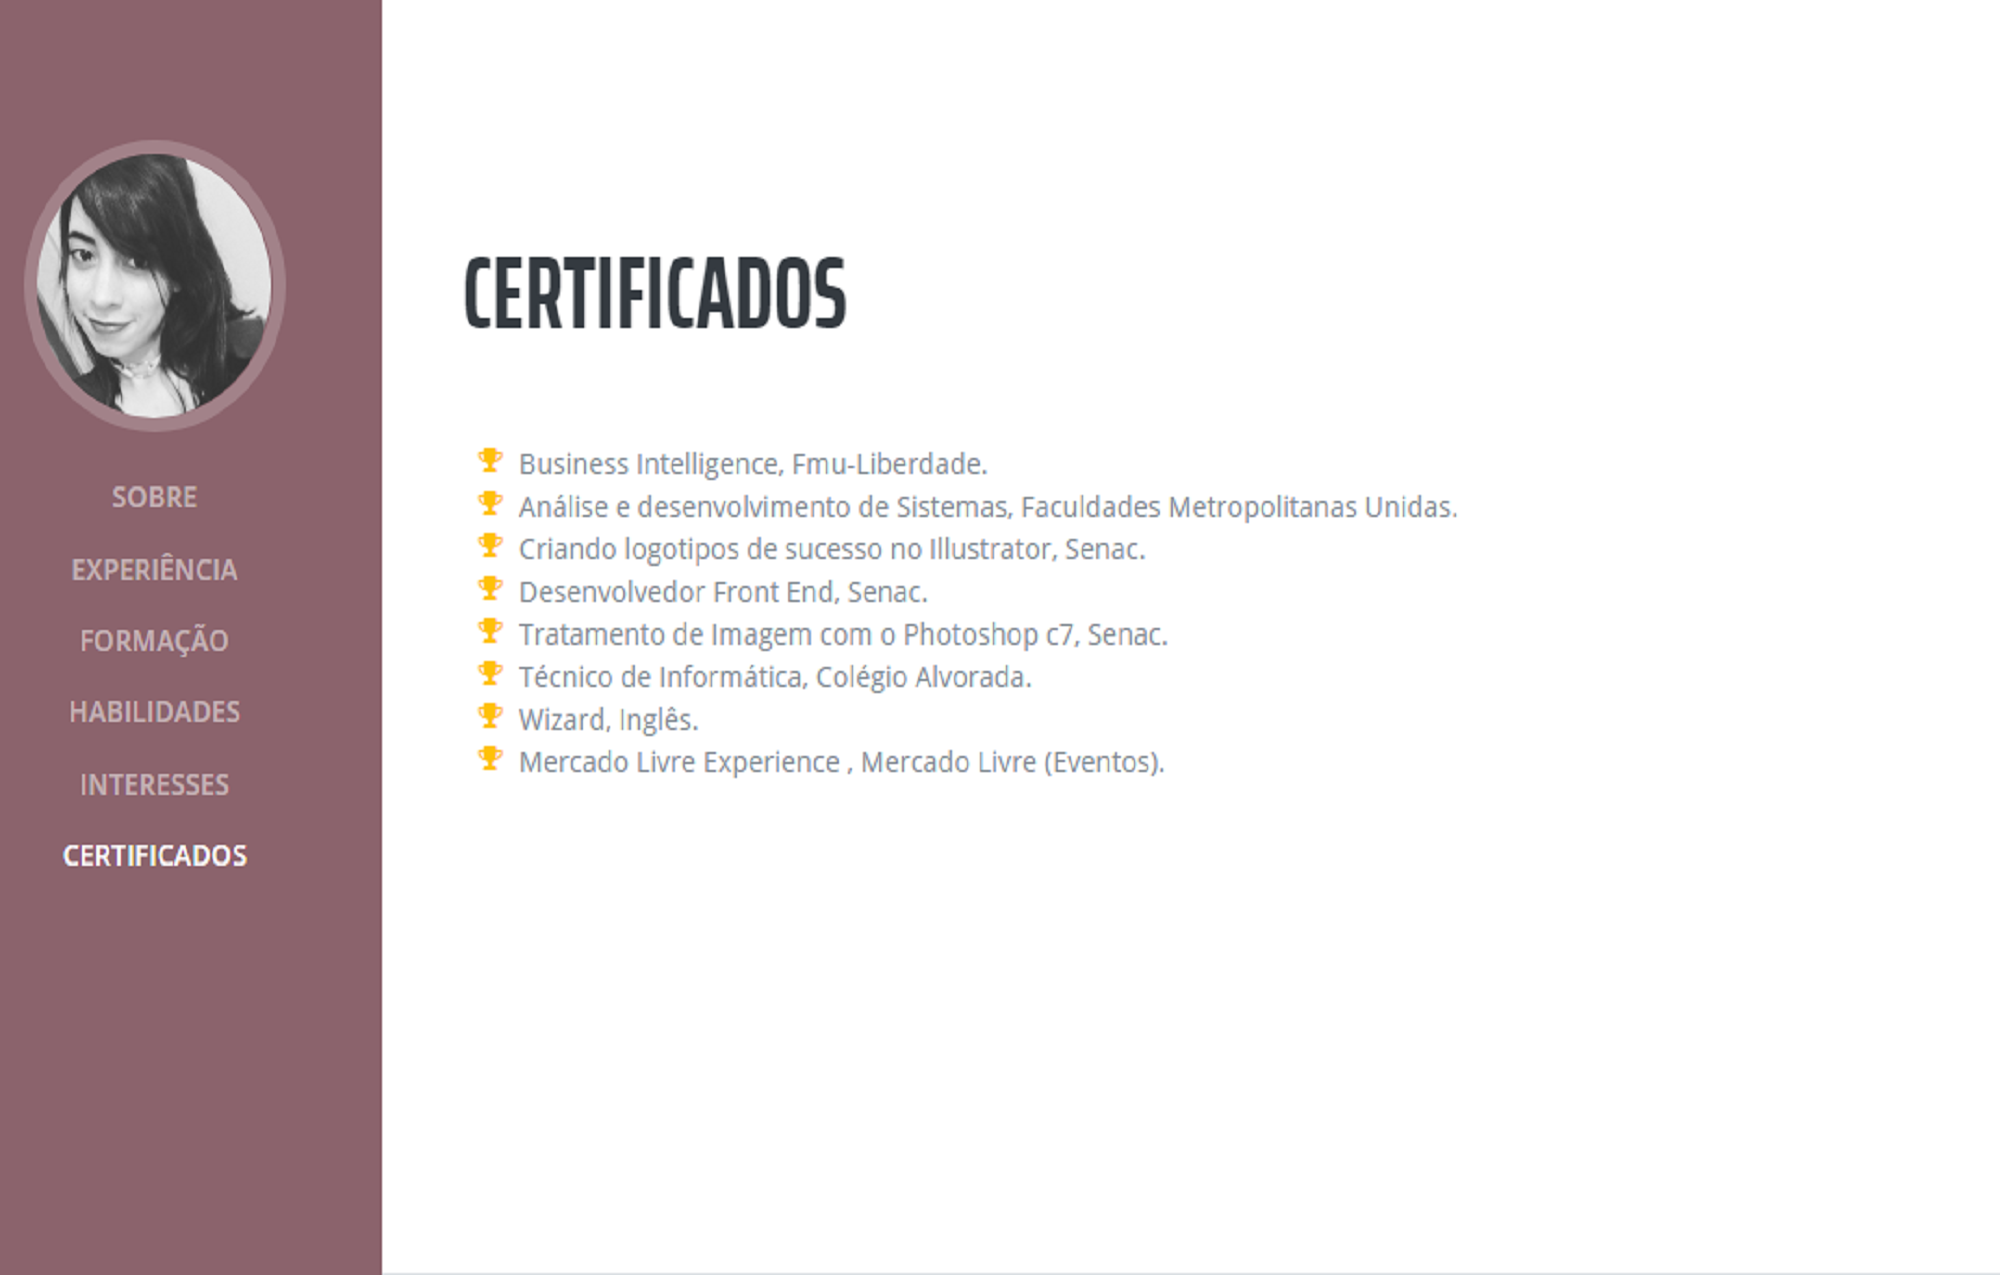 SOBRE
EXPERIÊNCIA
FORMAÇÃO
HABILIDADES
INTERESSES
CERTIFICADOS
CERTIFICADOS
Business Intelligence, Fmu-Liberdade.
Análise e desenvolvimento de Sistemas, Faculdades Metropolitanas Unidas.
Criando logotipos de sucesso no Illustrator, Senac.
Desenvolvedor Front End, Senac.
Tratamento de Imagem com o Photoshop c7, Senac.
Técnico de Informática, Colégio Alvorada.
Wizard, Inglês.
Mercado Livre Experience , Mercado Livre (Eventos).